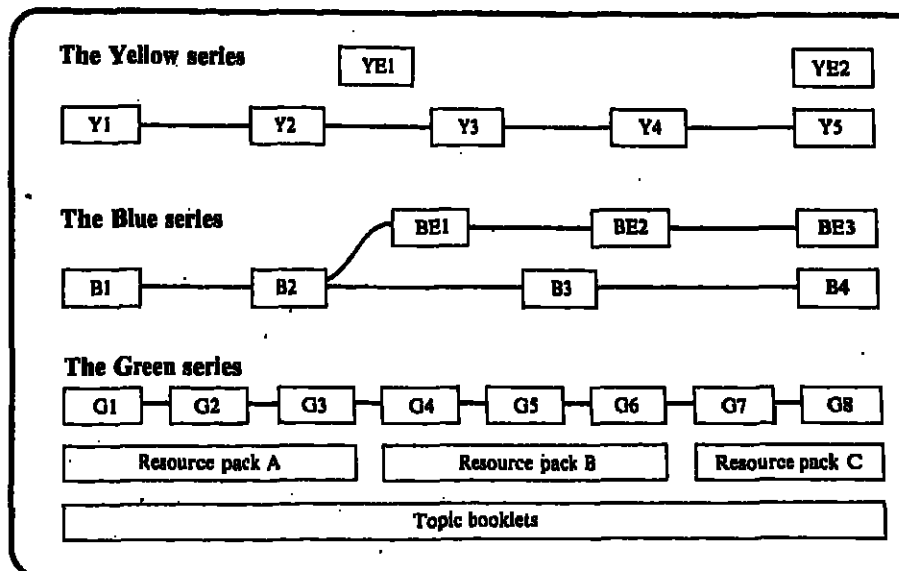 The Yellow series
YE1 YE2
Y1 Y2 Y3 Y4 Y5
The Blue series
BE1 BE2 BE3
B1 B2 B3 B4
The Green series
G1 G2 G3 G4 G5 G6 G7 G8
Resource pack A Resource pack B Resource pack C
Topic booklets